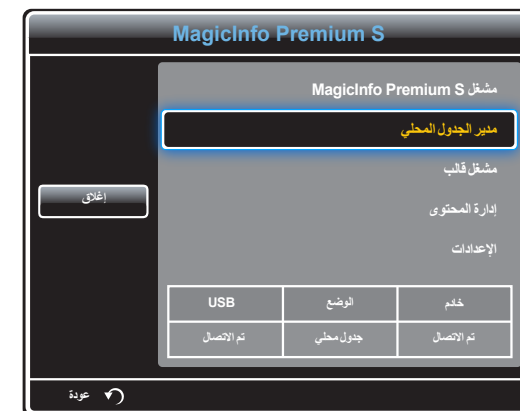 MagicInfo Premium S
مشغل MagicInfo Premium S
مدير الجدول المحلي
مشغل قالب
إدارة المحتوى
الإعدادات
إغلاق
خادم الوضع USB
تم الاتصال جدول محلي تم الاتصال
عودة